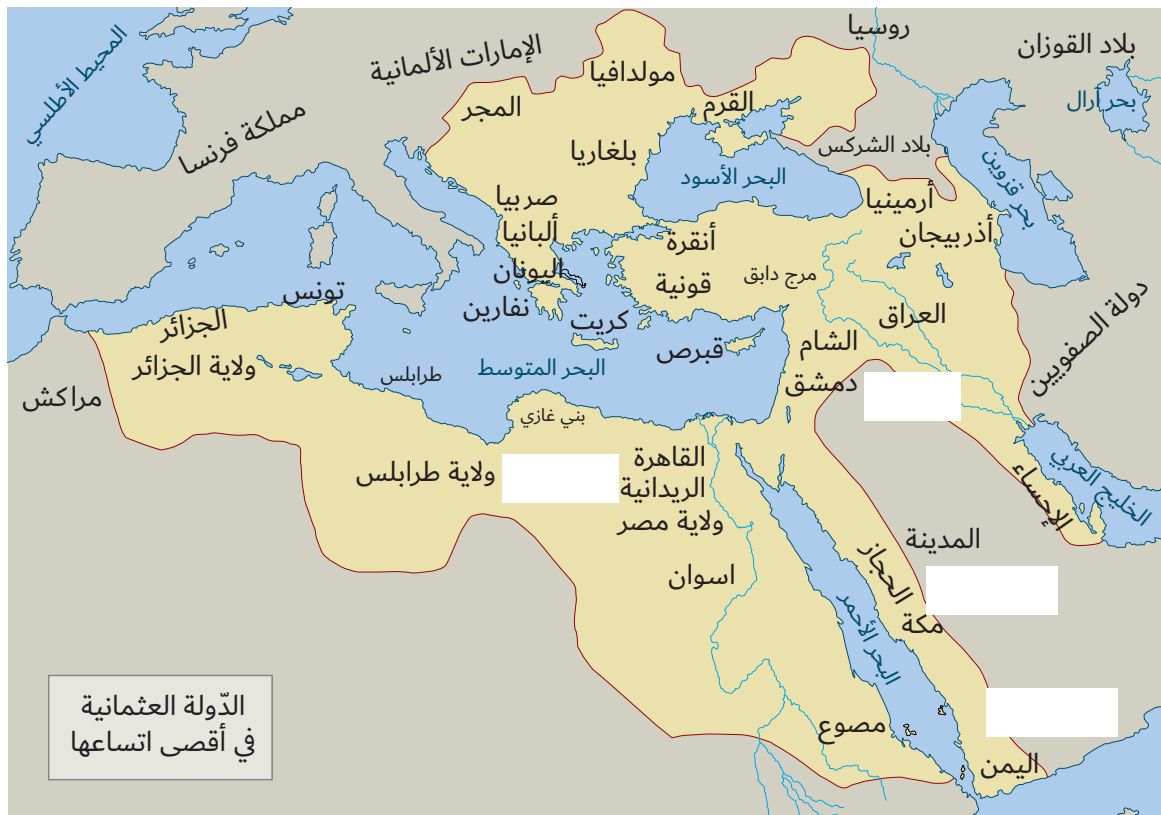 روسيا
بلاد القوزان
المحيط الأطلسي
الإمارات الألمانية
مولدافيا
بحر آرال
القرم
المجر
مملكة فرنسا
بلاد الشركس
بلغاريا
بحر قزوين
البحر الأسود
أرمينيا
صربيا
ألبانيا
أنقرة
أذربيجان
اليونان
قونية
مرج دابق
تونس
نفارين
كريت
العراق
دولة الصفويين
الجزائر
قبرص
الشام
ولاية الجزائر
طرابلس
البحر المتوسط
دمشق
مراكش
بني غازي
القاهرة
ولاية طرابلس
الريدانية
ولاية مصر
الخليج العربي
الإحساء
المدينة
اسوان
الحجاز
مكة
البحر الأحمر
مصوع
اليمن
الدّولة العثمانية
في أقصى اتساعها